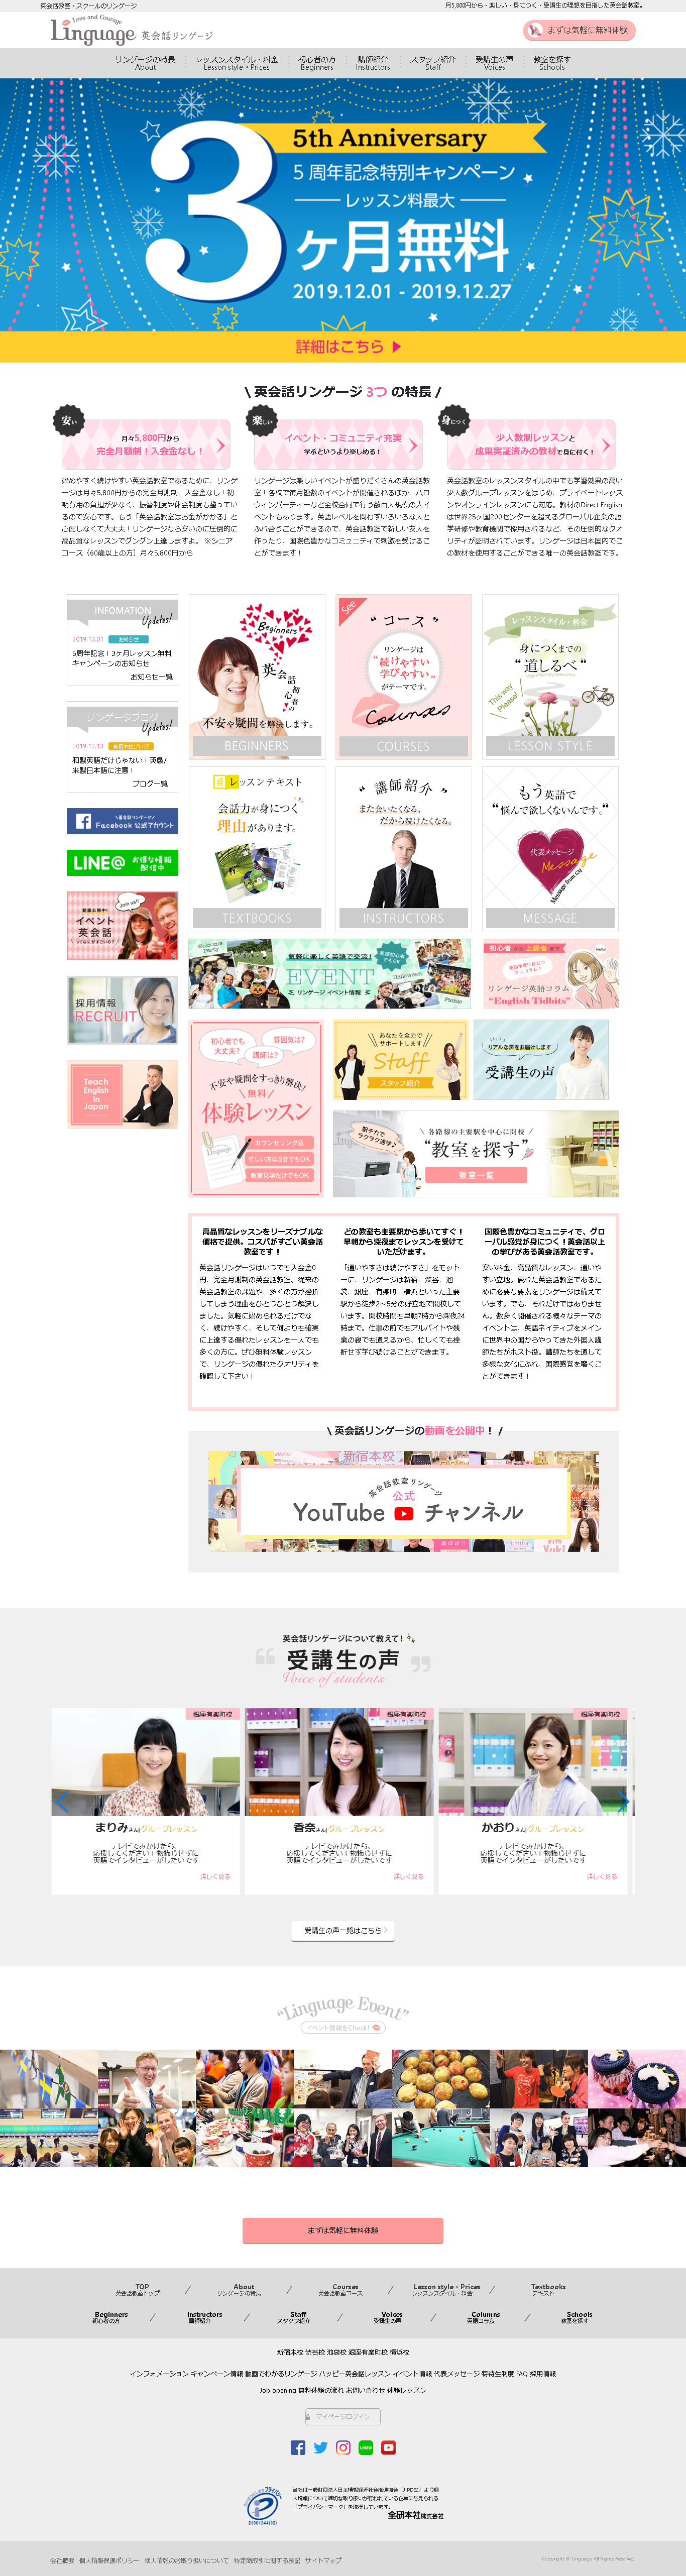 英会話教室・スクールのリンゲージ
月5,800円から・楽しい・身につく・受講生の理想を目指した英会話教室。
Love and Courage
Linguage 英会話リンゲージ
まずは気軽に無料体験
リンゲージの特長 レッスンスタイル・料金 初心者の方 講師紹介 スタッフ紹介 受講生の声 教室を探す
About Lesson style・Prices Beginners Instructors Staff Voices Schools
5th Anniversary
5周年記念特別キャンペーン
レッスン料最大
3ヶ月無料
2019.12.01 - 2019.12.27
詳細はこちら ▶
\ 英会話リンゲージ 3つ の特長 /
安い
月々5,800円から
完全月額制!入会金なし!
始めやすく続けやすい英会話教室であるために、リンゲ
ージは月々5,800円からの完全月謝制、入会金なし!初
期費用の負担が少なく、振替制度や休会制度も整ってい
るので安心です。もう「英会話教室はお金がかかる」と
心配しなくて大丈夫!リンゲージなら安いのに圧倒的に
高品質なレッスンでグングン上達しますよ。 ※シニア
コース(60歳以上の方)月々5,800円から
楽しい
イベント・コミュニティ充実
学ぶというより楽しめる!
リンゲージは楽しいイベントが盛りだくさんの英会話教
室!各校で毎月複数のイベントが開催されるほか、ハロ
ウィンパーティーなど全校合同で行う数百人規模の大イ
ベントもあります。英語レベルを問わずいろいろな人と
ふれ合うことができるので、英会話教室で新しい友人を
作ったり、国際色豊かなコミュニティで刺激を受けるこ
とができます!
身につく
少人数制レッスンと
成果実証済みの教材で身に付く!
英会話教室のレッスンスタイルの中でも学習効果の高い
少人数グループレッスンをはじめ、プライベートレッス
ンやオンラインレッスンにも対応。教材のDirect English
は世界25ヶ国200センターを超えるグローバル企業の語
学研修や教育機関で採用されるなど、その圧倒的なクオ
リティが証明されています。リンゲージは日本国内でこ
の教材を使用することができる唯一の英会話教室です。
INFOMATION
Updates!
2019.12.01 お知らせ
5周年記念!3ヶ月レッスン無料
キャンペーンのお知らせ
お知らせ一覧
リンゲージブログ
Updates!
2019.12.13 新宿本校ブログ
和製英語だけじゃない!英製/
米製日本語に注意!
ブログ一覧
Facebook 公式アカウント
LINE@ お得な情報
配信中
Join us!!
イベント
英会話
採用情報
RECRUIT
Teach
English
in
Japan
Beginners
英会話初心者の
不安や疑問を解決します。
BEGINNERS
See
“コース”
リンゲージは
“続けやすい
学びやすい”
がテーマです。
Courses
COURSES
レッスンスタイル・料金
身につくまでの
“道しるべ”
This way
Please!
LESSON STYLE
レッスンテキスト
会話力が身につく
理由があります。
TEXTBOOKS
“講師紹介”
また会いたくなる、
だから続けたくなる。
INSTRUCTORS
もう英語で
“悩んで欲しくないんです。”
代表メッセージ
Message
MESSAGE
Welcome
Party
気軽に楽しく英語で交流!
英語初心者
でもOK
EVENT
リンゲージ イベント情報
Halloween
Picnic
初心者から上級者まで
Hello!
リンゲージ英語コラム
“English Tidbits”
初心者でも
大丈夫?
雰囲気は?
講師は?
不安や疑問をすっきり解決!
\ 無料 /
体験レッスン
Linguage
カウンセリング込
忙しい方は5分でもOK
教室見学だけでもOK
あなたを全力で
サポートします
Staff
スタッフ紹介
リアルな声をお届けします
受講生の声
駅チカで
ラクラク通学♪
\ 各路線の主要駅を中心に開校 /
“教室を探す”
教室一覧
高品質なレッスンをリーズナブルな
価格で提供。コスパがすごい英会話
教室です!
英会話リンゲージはいつでも入会金0
円、完全月謝制の英会話教室。従来の
英会話教室の課題や、多くの方が挫折
してしまう理由をひとつひとつ解決し
ました。気軽に始められるだけでな
く、続けやすく、そして何よりも確実
に上達する優れたレッスンを一人でも
多くの方に。ぜひ無料体験レッスン
で、リンゲージの優れたクオリティを
確認して下さい!
どの教室も主要駅から歩いてすぐ!
早朝から深夜までレッスンを受けて
いただけます。
「通いやすさは続けやすさ」をモット
ーに、リンゲージは新宿、渋谷、池
袋、銀座、有楽町、横浜といった主要
駅から徒歩2〜5分の好立地で開校して
います。開校時間も早朝7時から深夜24
時まで。仕事の前でもアルバイトや残
業の後でも通えるから、忙しくても挫
折せず学び続けることができます。
国際色豊かなコミュニティで、グロ
ーバル感覚が身につく!英会話以上
の学びがある英会話教室です。
安い料金、高品質なレッスン、通いや
すい立地。優れた英会話教室であるた
めに必要な要素をリンゲージは備えて
います。でも、それだけではありませ
ん。数多く開催される様々なテーマの
イベントは、英語ネイティブをメイン
に世界中の国からやってきた外国人講
師たちがホスト役。講師たちを通して
多様な文化にふれ、国際感覚を磨くこ
とができます!
\ 英会話リンゲージの動画を公開中! /
新宿本校
英会話教室リンゲージ
公式
YouTube チャンネル
講師紹介
Yuki
英会話リンゲージについて教えて!
“受講生の声”
Voice of students
銀座有楽町校 銀座有楽町校 銀座有楽町校
まりみさん|グループレッスン
テレビでみかけたら、
応援してください!物怖じせずに
英語でインタビューがしたいです
詳しく見る
香奈さん|グループレッスン
テレビでみかけたら、
応援してください!物怖じせずに
英語でインタビューがしたいです
詳しく見る
かおりさん|グループレッスン
テレビでみかけたら、
応援してください!物怖じせずに
英語でインタビューがしたいです
詳しく見る
受講生の声一覧はこちら
“Linguage Event”
イベント情報をCheck!
まずは気軽に無料体験
TOP / About / Courses / Lesson style・Prices / Textbooks
英会話教室トップ リンゲージの特長 英会話教室コース レッスンスタイル・料金 テキスト
Beginners / Instructors / Staff / Voices / Columns / Schools
初心者の方 講師紹介 スタッフ紹介 受講生の声 英語コラム 教室を探す
新宿本校 渋谷校 池袋校 銀座有楽町校 横浜校
インフォメーション キャンペーン情報 動画でわかるリンゲージ ハッピー英会話レッスン イベント情報 代表メッセージ 特待生制度 FAQ 採用情報
Job opening 無料体験の流れ お問い合わせ 体験レッスン
マイページログイン
LINE@
プライバシー
当社は一般財団法人日本情報経済社会推進協会(JIPDEC)より個
人情報について適切な取り扱いが行われている企業に与えられる
「プライバシーマーク」を取得しています。
全研本社株式会社
会社概要 個人情報保護ポリシー 個人情報のお取り扱いについて 特定商取引に関する表記 サイトマップ
Copyright © Linguage All Rights Reserved.